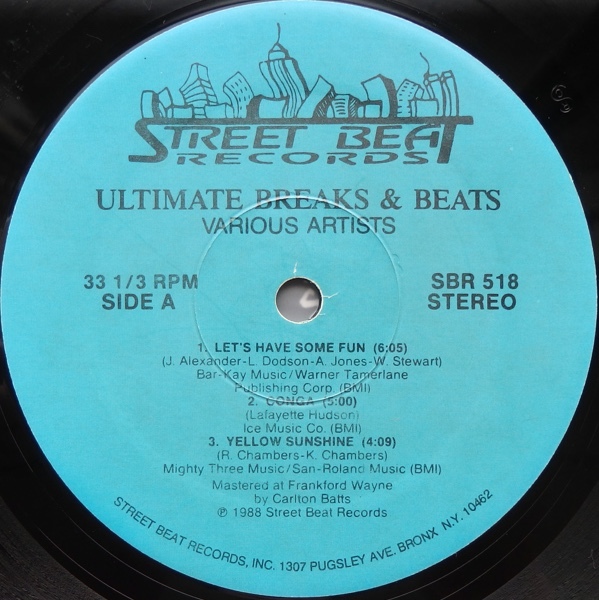 STREET BEAT
RECORDS
ULTIMATE BREAKS & BEATS
VARIOUS ARTISTS
33 1/3 RPM
SIDE A
SBR 518
STEREO
1. LET'S HAVE SOME FUN (6:05)
(J. Alexander-L. Dodson-A. Jones-W. Stewart)
Bar-Kay Music/Warner Tamerlane
Publishing Corp. (BMI)
2. CONGA (5:00)
(Lafayette Hudson)
Ice Music Co. (BMI)
3. YELLOW SUNSHINE (4:09)
(R. Chambers-K. Chambers)
Mighty Three Music/San-Roland Music (BMI)
Mastered at Frankford Wayne
by Carlton Batts
℗ 1988 Street Beat Records
STREET BEAT RECORDS, INC. 1307 PUGSLEY AVE. BRONX N.Y. 10462